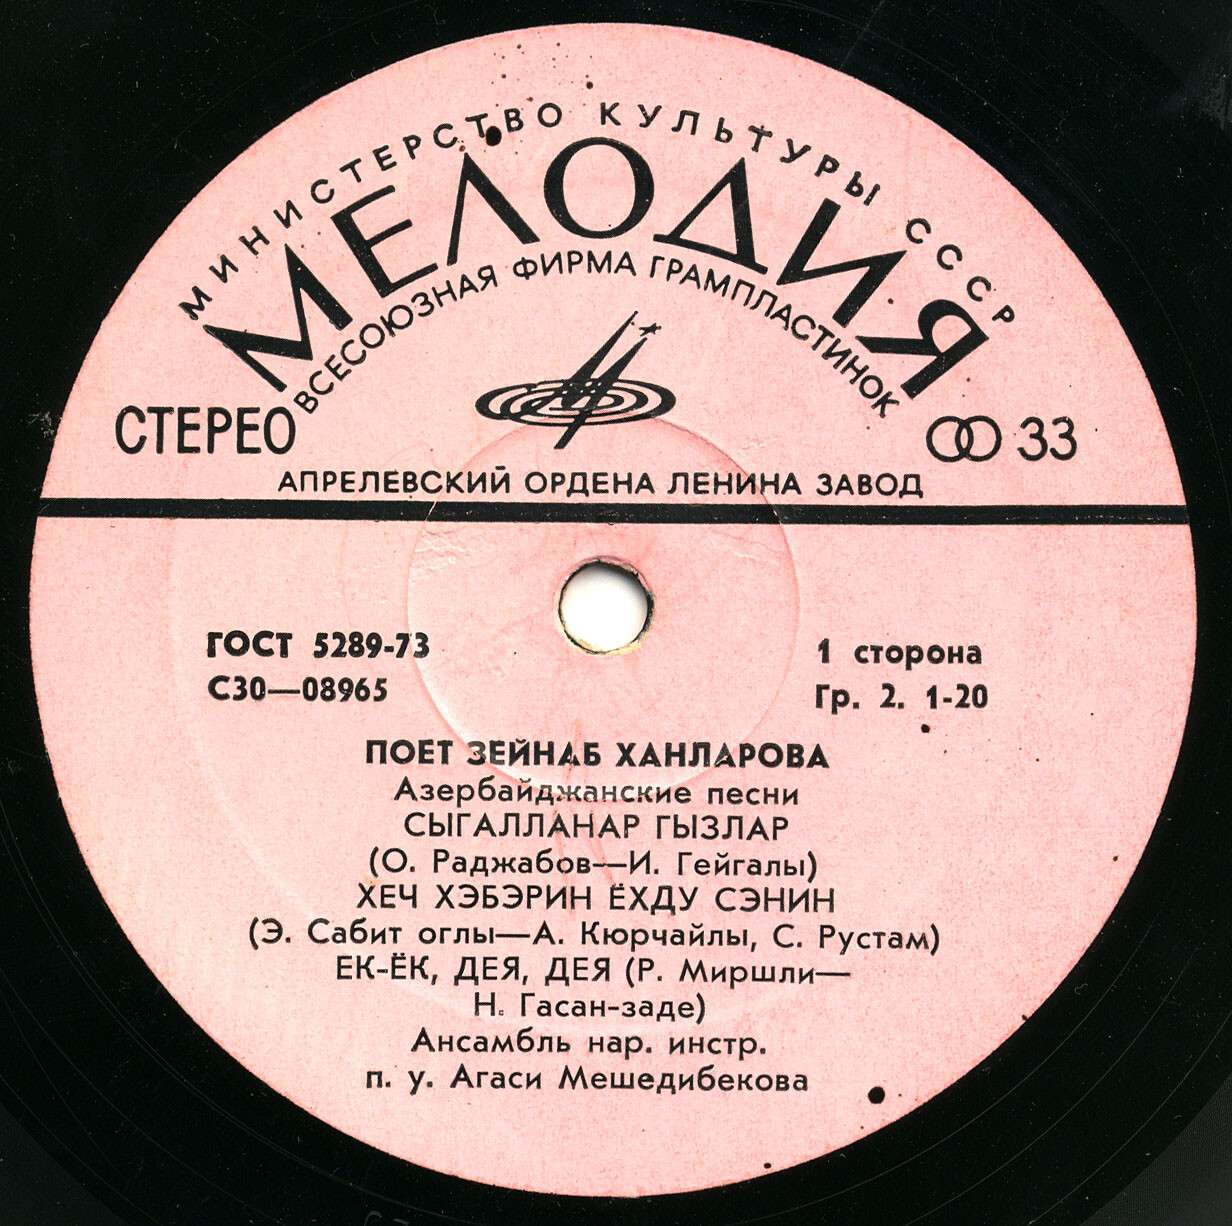 МИНИСТЕРСТВО КУЛЬТУРЫ СССР
МЕЛОДИЯ
ВСЕСОЮЗНАЯ ФИРМА ГРАМПЛАСТИНОК
СТЕРЕО
33
АПРЕЛЕВСКИЙ ОРДЕНА ЛЕНИНА ЗАВОД
ГОСТ 5289-73
С30—08965
1 сторона
Гр. 2. 1-20
ПОЕТ ЗЕЙНАБ ХАНЛАРОВА
Азербайджанские песни
СЫГАЛЛАНАР ГЫЗЛАР
(О. Раджабов—И. Гейгалы)
ХЕЧ ХЭБЭРИН ЁХДУ СЭНИН
(Э. Сабит оглы—А. Кюрчайлы, С. Рустам)
ЕК-ЁК, ДЕЯ, ДЕЯ (Р. Миршли—
Н. Гасан-заде)
Ансамбль нар. инстр.
п. у. Агаси Мешедибекова